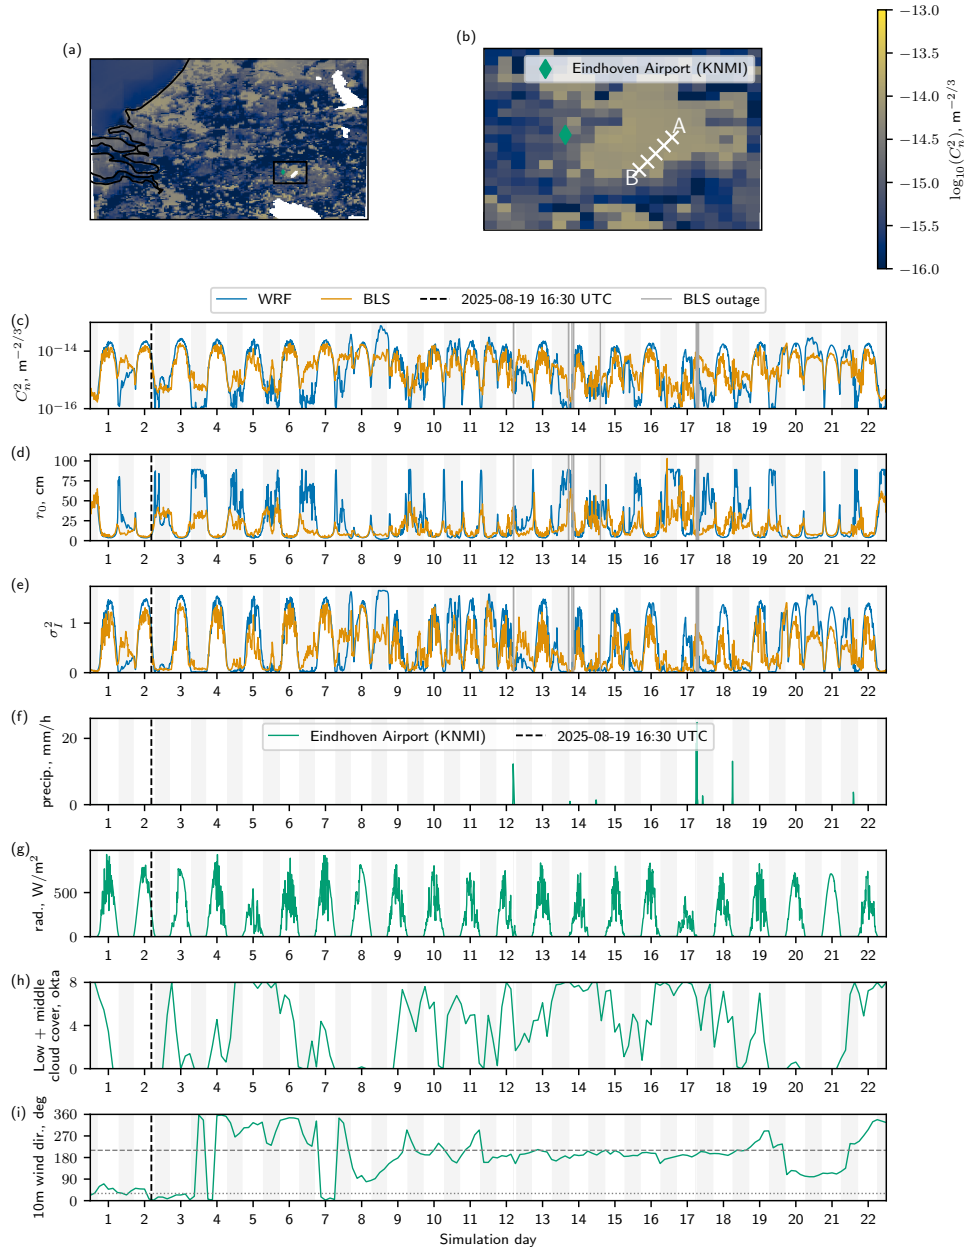 (a)
(b)
Eindhoven Airport (KNMI)
A
B
−13.0
−13.5
−14.0
−14.5
−15.0
−15.5
−16.0
log₁₀(Cₙ²), m⁻²ᐟ³
WRF
BLS
2025-08-19 16:30 UTC
BLS outage
(c)
Cₙ², m⁻²ᐟ³
10⁻¹⁴
10⁻¹⁶
1 2 3 4 5 6 7 8 9 10 11 12 13 14 15 16 17 18 19 20 21 22
(d)
r₀, cm
100
75
50
25
0
1 2 3 4 5 6 7 8 9 10 11 12 13 14 15 16 17 18 19 20 21 22
(e)
σ_I²
1
0
1 2 3 4 5 6 7 8 9 10 11 12 13 14 15 16 17 18 19 20 21 22
(f)
Eindhoven Airport (KNMI)
2025-08-19 16:30 UTC
precip., mm/h
20
0
1 2 3 4 5 6 7 8 9 10 11 12 13 14 15 16 17 18 19 20 21 22
(g)
rad., W/m²
500
0
1 2 3 4 5 6 7 8 9 10 11 12 13 14 15 16 17 18 19 20 21 22
(h)
Low + middle
cloud cover, okta
8
4
0
1 2 3 4 5 6 7 8 9 10 11 12 13 14 15 16 17 18 19 20 21 22
(i)
10m wind dir., deg
360
270
180
90
0
1 2 3 4 5 6 7 8 9 10 11 12 13 14 15 16 17 18 19 20 21 22
Simulation day